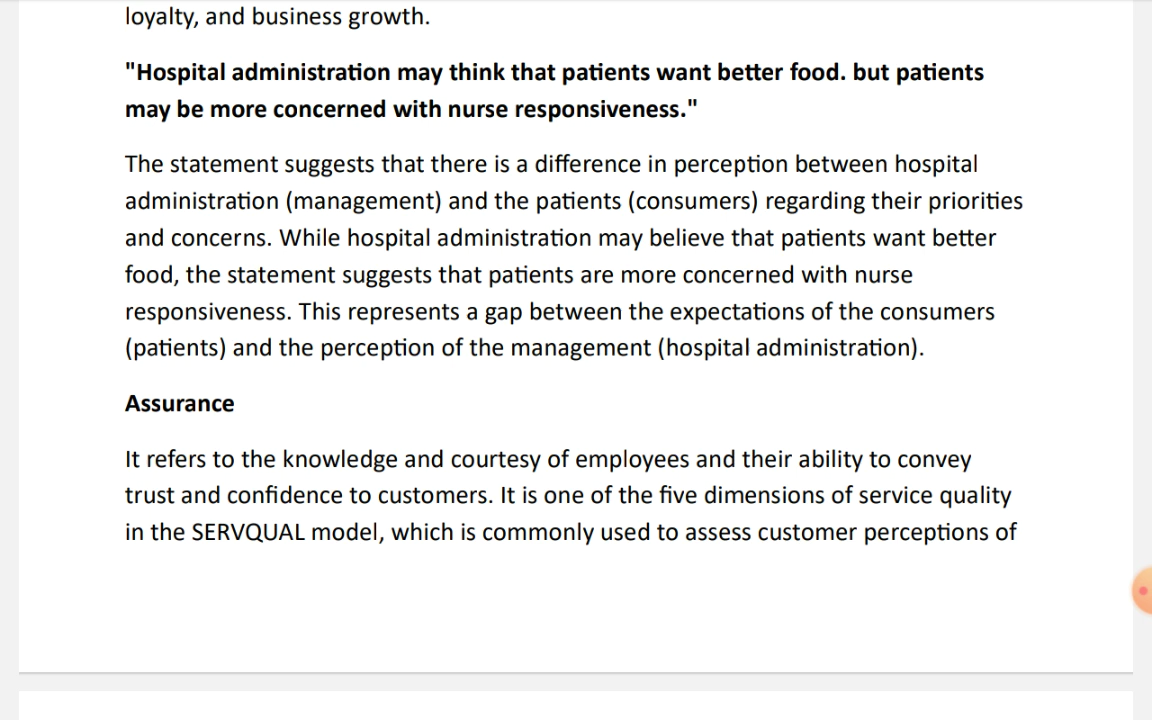 loyalty, and business growth.
"Hospital administration may think that patients want better food. but patients
may be more concerned with nurse responsiveness."
The statement suggests that there is a difference in perception between hospital
administration (management) and the patients (consumers) regarding their priorities
and concerns. While hospital administration may believe that patients want better
food, the statement suggests that patients are more concerned with nurse
responsiveness. This represents a gap between the expectations of the consumers
(patients) and the perception of the management (hospital administration).
Assurance
It refers to the knowledge and courtesy of employees and their ability to convey
trust and confidence to customers. It is one of the five dimensions of service quality
in the SERVQUAL model, which is commonly used to assess customer perceptions of